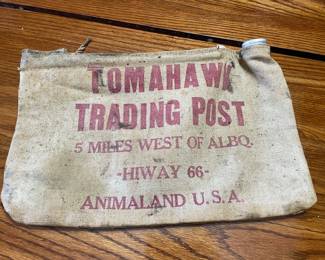 TOMAHAWK
TRADING POST
5 MILES WEST OF ALBQ.
-HIWAY 66-
ANIMALAND U.S.A.